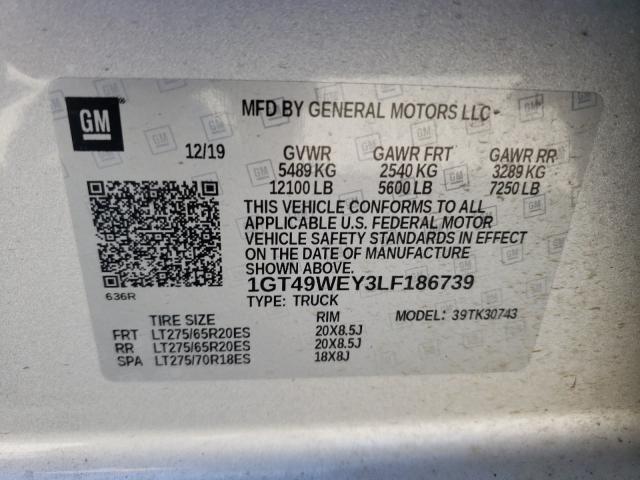 GM
MFD BY GENERAL MOTORS LLC
12/19 GVWR GAWR FRT GAWR RR
5489 KG 2540 KG 3289 KG
12100 LB 5600 LB 7250 LB
THIS VEHICLE CONFORMS TO ALL
APPLICABLE U.S. FEDERAL MOTOR
VEHICLE SAFETY STANDARDS IN EFFECT
ON THE DATE OF MANUFACTURE
SHOWN ABOVE.
1GT49WEY3LF186739
636R
TYPE: TRUCK
TIRE SIZE RIM MODEL: 39TK30743
FRT LT275/65R20ES 20X8.5J
RR LT275/65R20ES 20X8.5J
SPA LT275/70R18ES 18X8J